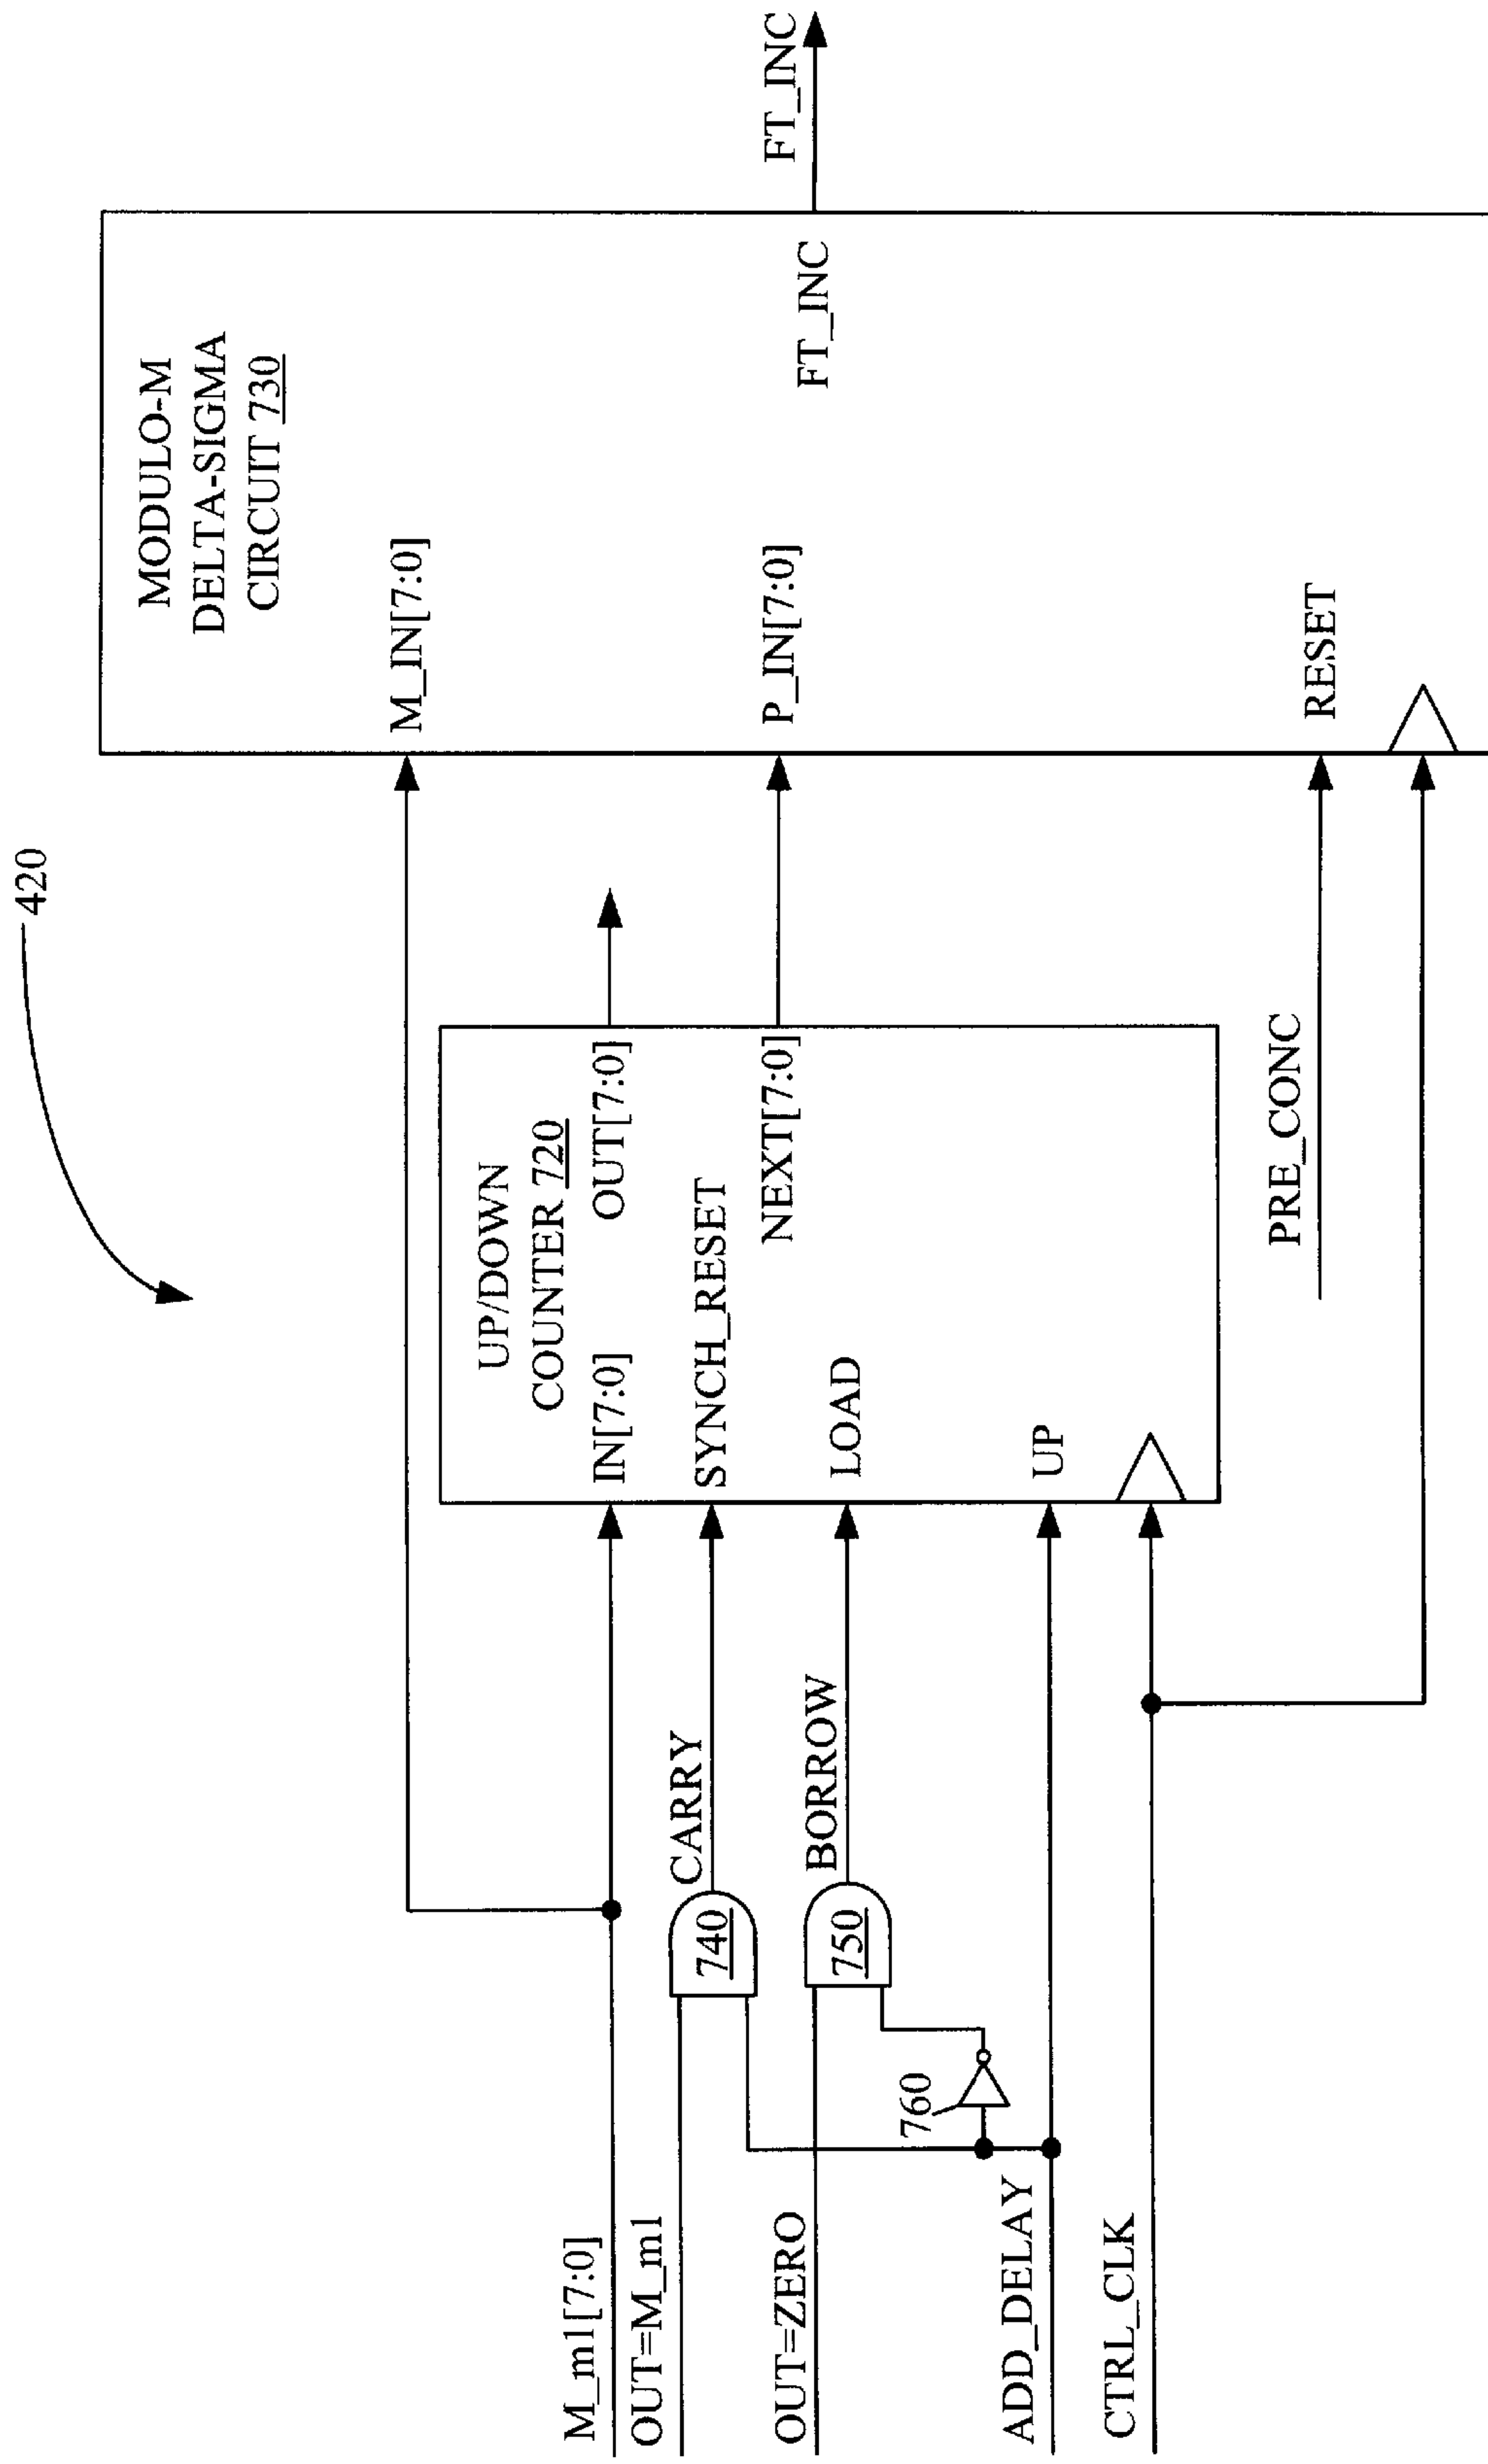 420
MODULO-M
DELTA-SIGMA
CIRCUIT 730
M_IN[7:0]
UP/DOWN
COUNTER 720
M_m1[7:0]
IN[7:0]
OUT[7:0]
OUT=M_m1
CARRY
740
SYNCH_RESET
NEXT[7:0]
P_IN[7:0]
FT_INC
FT_INC
OUT=ZERO
BORROW
750
LOAD
760
ADD_DELAY
UP
CTRL_CLK
PRE_CONC
RESET